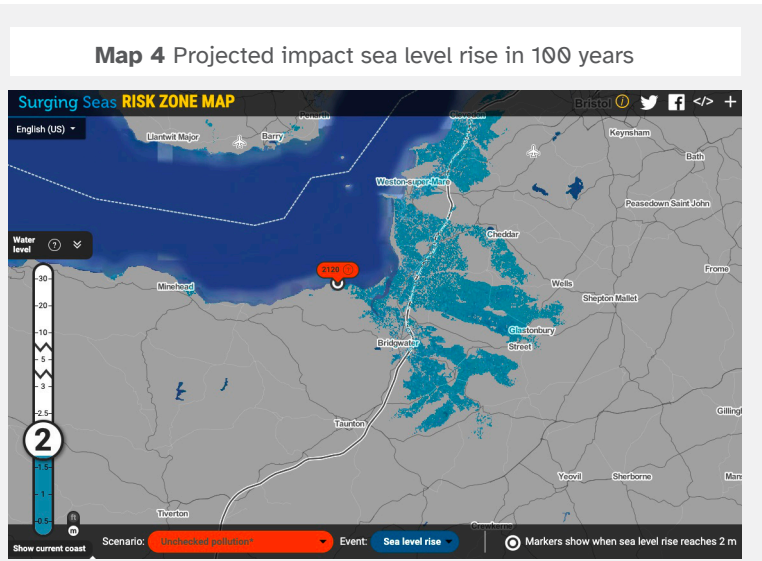 Map 4 Projected impact sea level rise in 100 years
Surging Seas RISK ZONE MAP
Bristol i </> +
English (US)
Penarth
Clevedon
Llantwit Major
Barry
Keynsham
Bath
Weston-super-Mare
Peasedown Saint John
Water level ?
Cheddar
2120 ?
Frome
Minehead
Wells
Shepton Mallet
30
20
10
5
3
2.5
2
1.5
1
0.5
Glastonbury
Bridgwater
Street
Taunton
Yeovil
Sherborne
Tiverton
Crewkerne
ft
m
Show current coast
Scenario: Unchecked pollution* Event: Sea level rise Markers show when sea level rise reaches 2 m